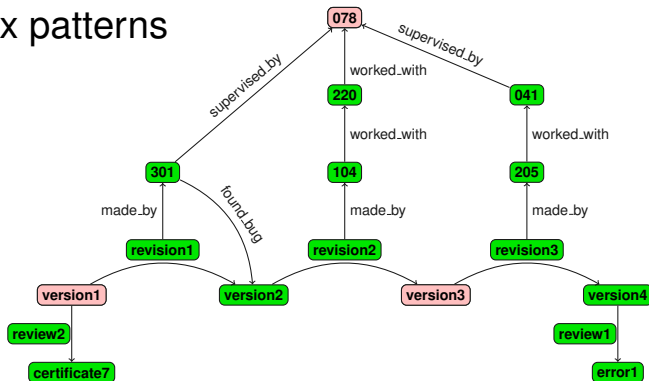 x patterns
078
supervised_by
supervised_by
worked_with
220
041
worked_with
worked_with
301
104
205
made_by
found_bug
made_by
made_by
revision1
revision2
revision3
version1
version2
version3
version4
review2
review1
certificate7
error1